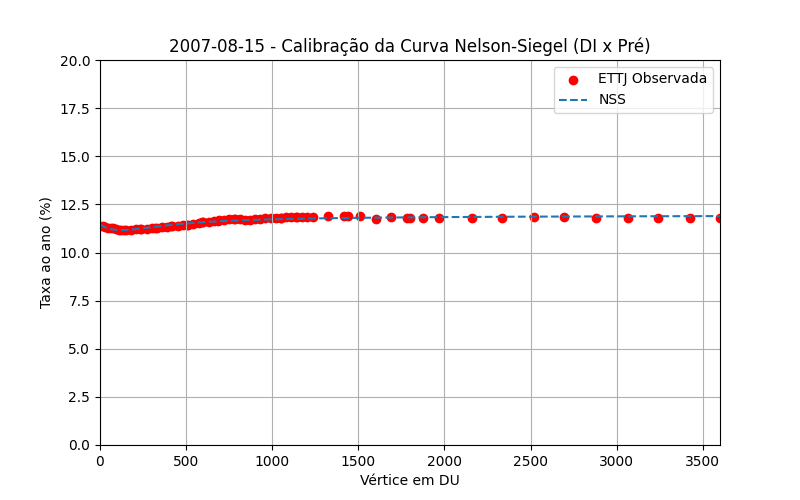 2007-08-15 - Calibração da Curva Nelson-Siegel (DI x Pré)
ETTJ Observada
NSS
Taxa ao ano (%)
20.0
17.5
15.0
12.5
10.0
7.5
5.0
2.5
0.0
0 500 1000 1500 2000 2500 3000 3500
Vértice em DU